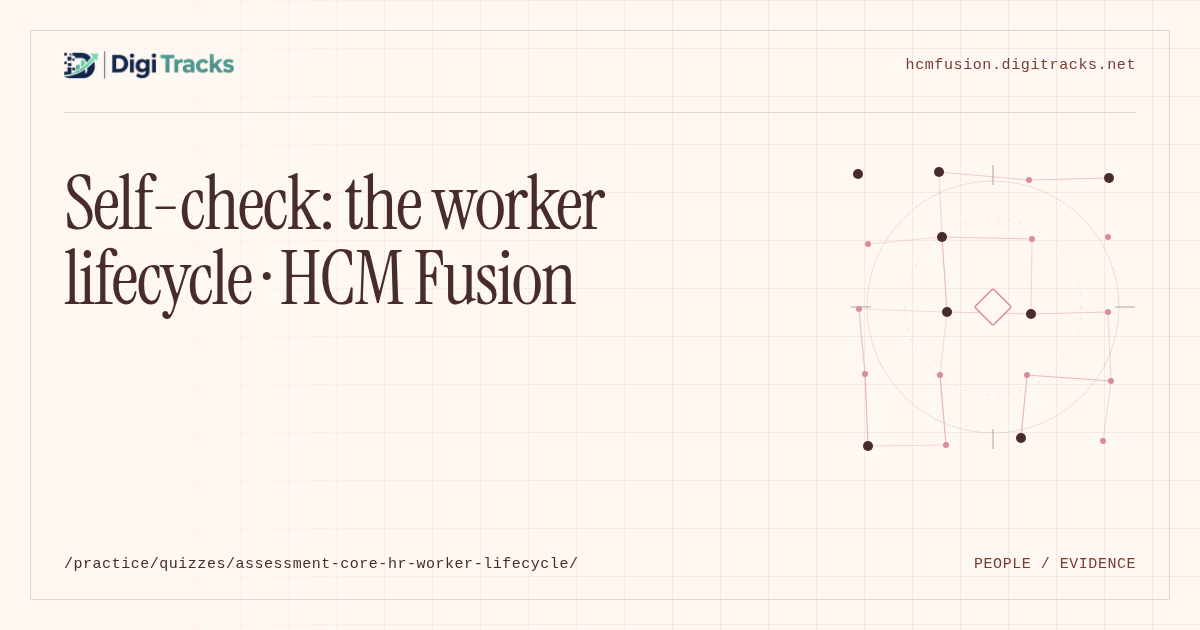 Digi Tracks
hcmfusion.digitracks.net
Self-check: the worker
lifecycle · HCM Fusion
/practice/quizzes/assessment-core-hr-worker-lifecycle/
PEOPLE / EVIDENCE